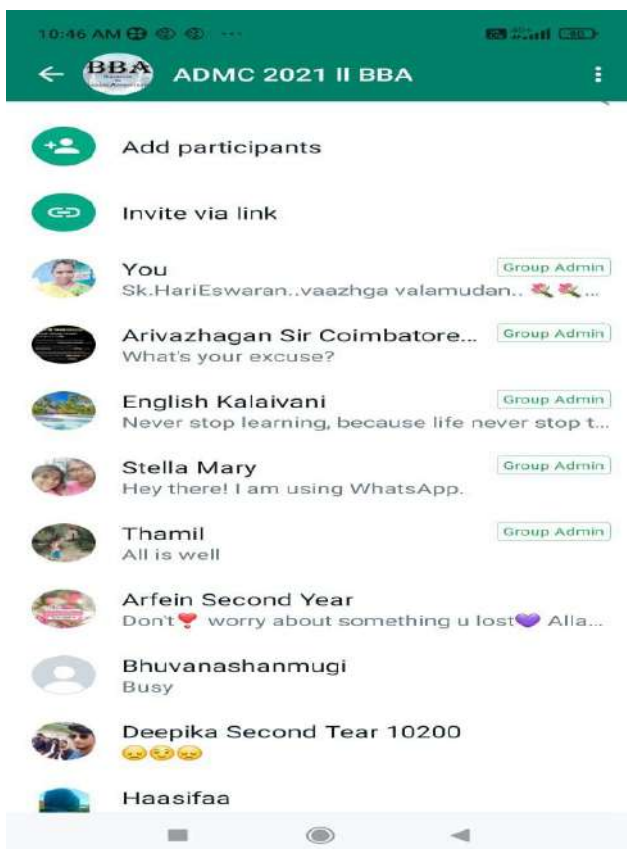 10:46 AM
BBA
ADMC 2021 II BBA
Add participants
Invite via link
You
Group Admin
Sk.HariEswaran..vaazhga valamudan.. 💐 💐 ...
Arivazhagan Sir Coimbatore...
Group Admin
What's your excuse?
English Kalaivani
Group Admin
Never stop learning, because life never stop t...
Stella Mary
Group Admin
Hey there! I am using WhatsApp.
Thamil
Group Admin
All is well
Arfein Second Year
Don't❣️ worry about something u lost💜 Alla...
Bhuvanashanmugi
Busy
Deepika Second Tear 10200
😞😏😞
Haasifaa